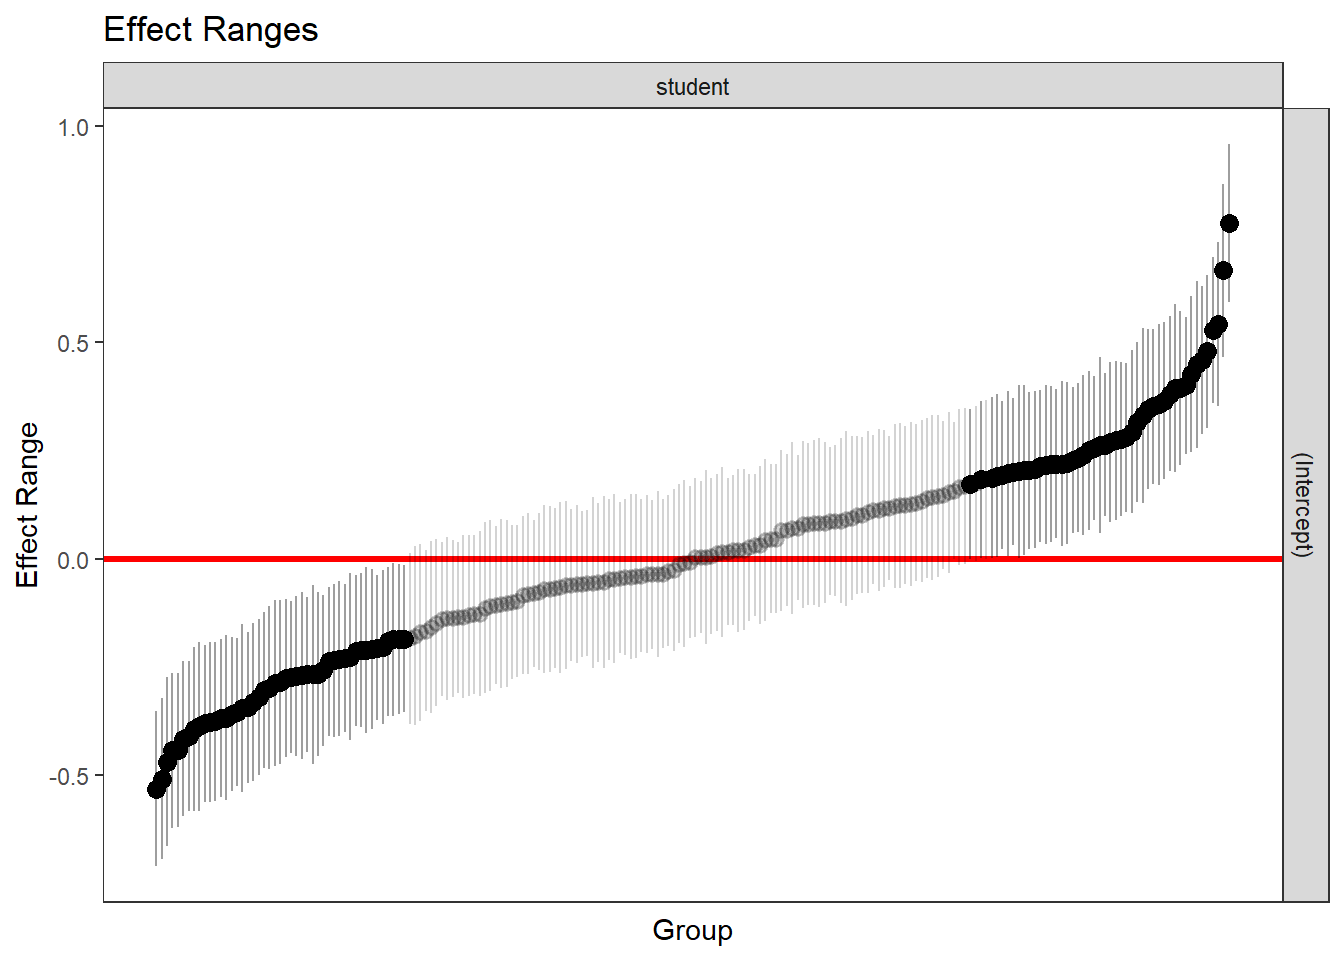 Effect Ranges
student
1.0
0.5
0.0
-0.5
Effect Range
(Intercept)
Group